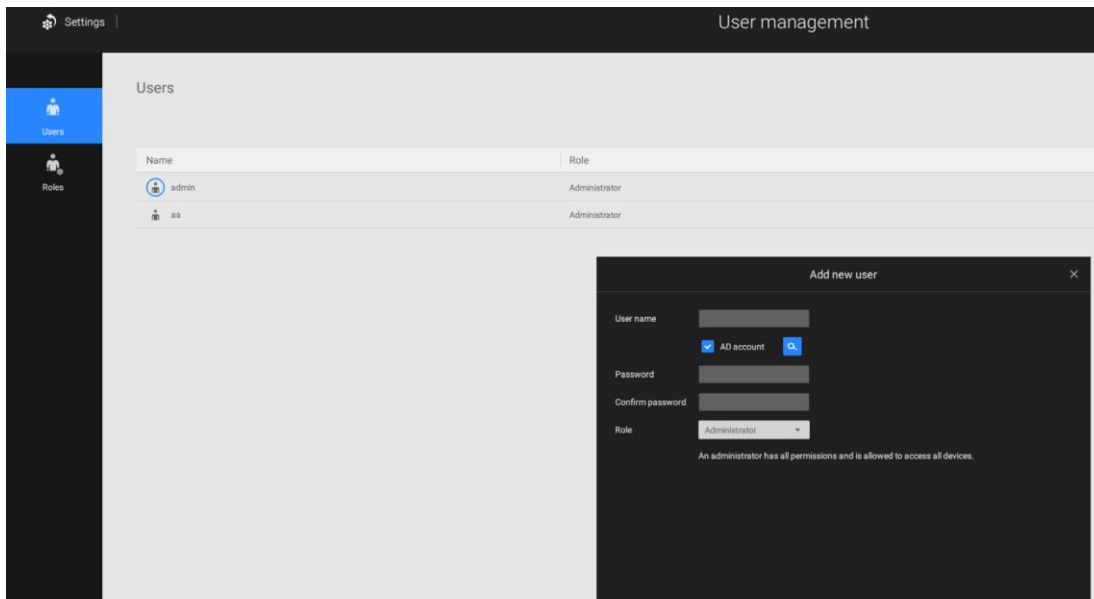 Settings
User management
Users
Users
Roles
Name Role
admin Administrator
aa Administrator
Add new user
User name
AD account
Password
Confirm password
Role Administrator
An administrator has all permissions and is allowed to access all devices.